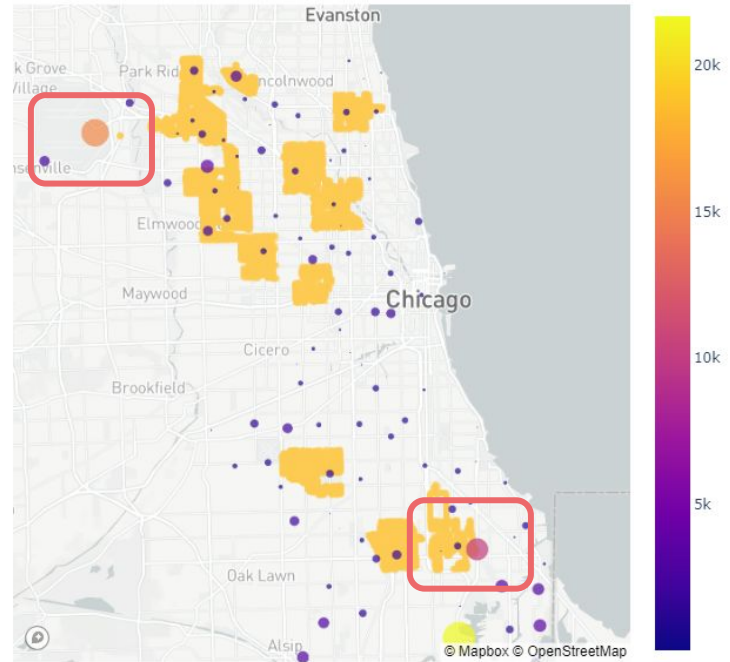 Evanston
k Grove
Village
Park Rid
ncolnwood
nsenville
Elmwoo
Maywood
Chicago
Cicero
Brookfield
Oak Lawn
Alsip
© Mapbox © OpenStreetMap
20k
15k
10k
5k